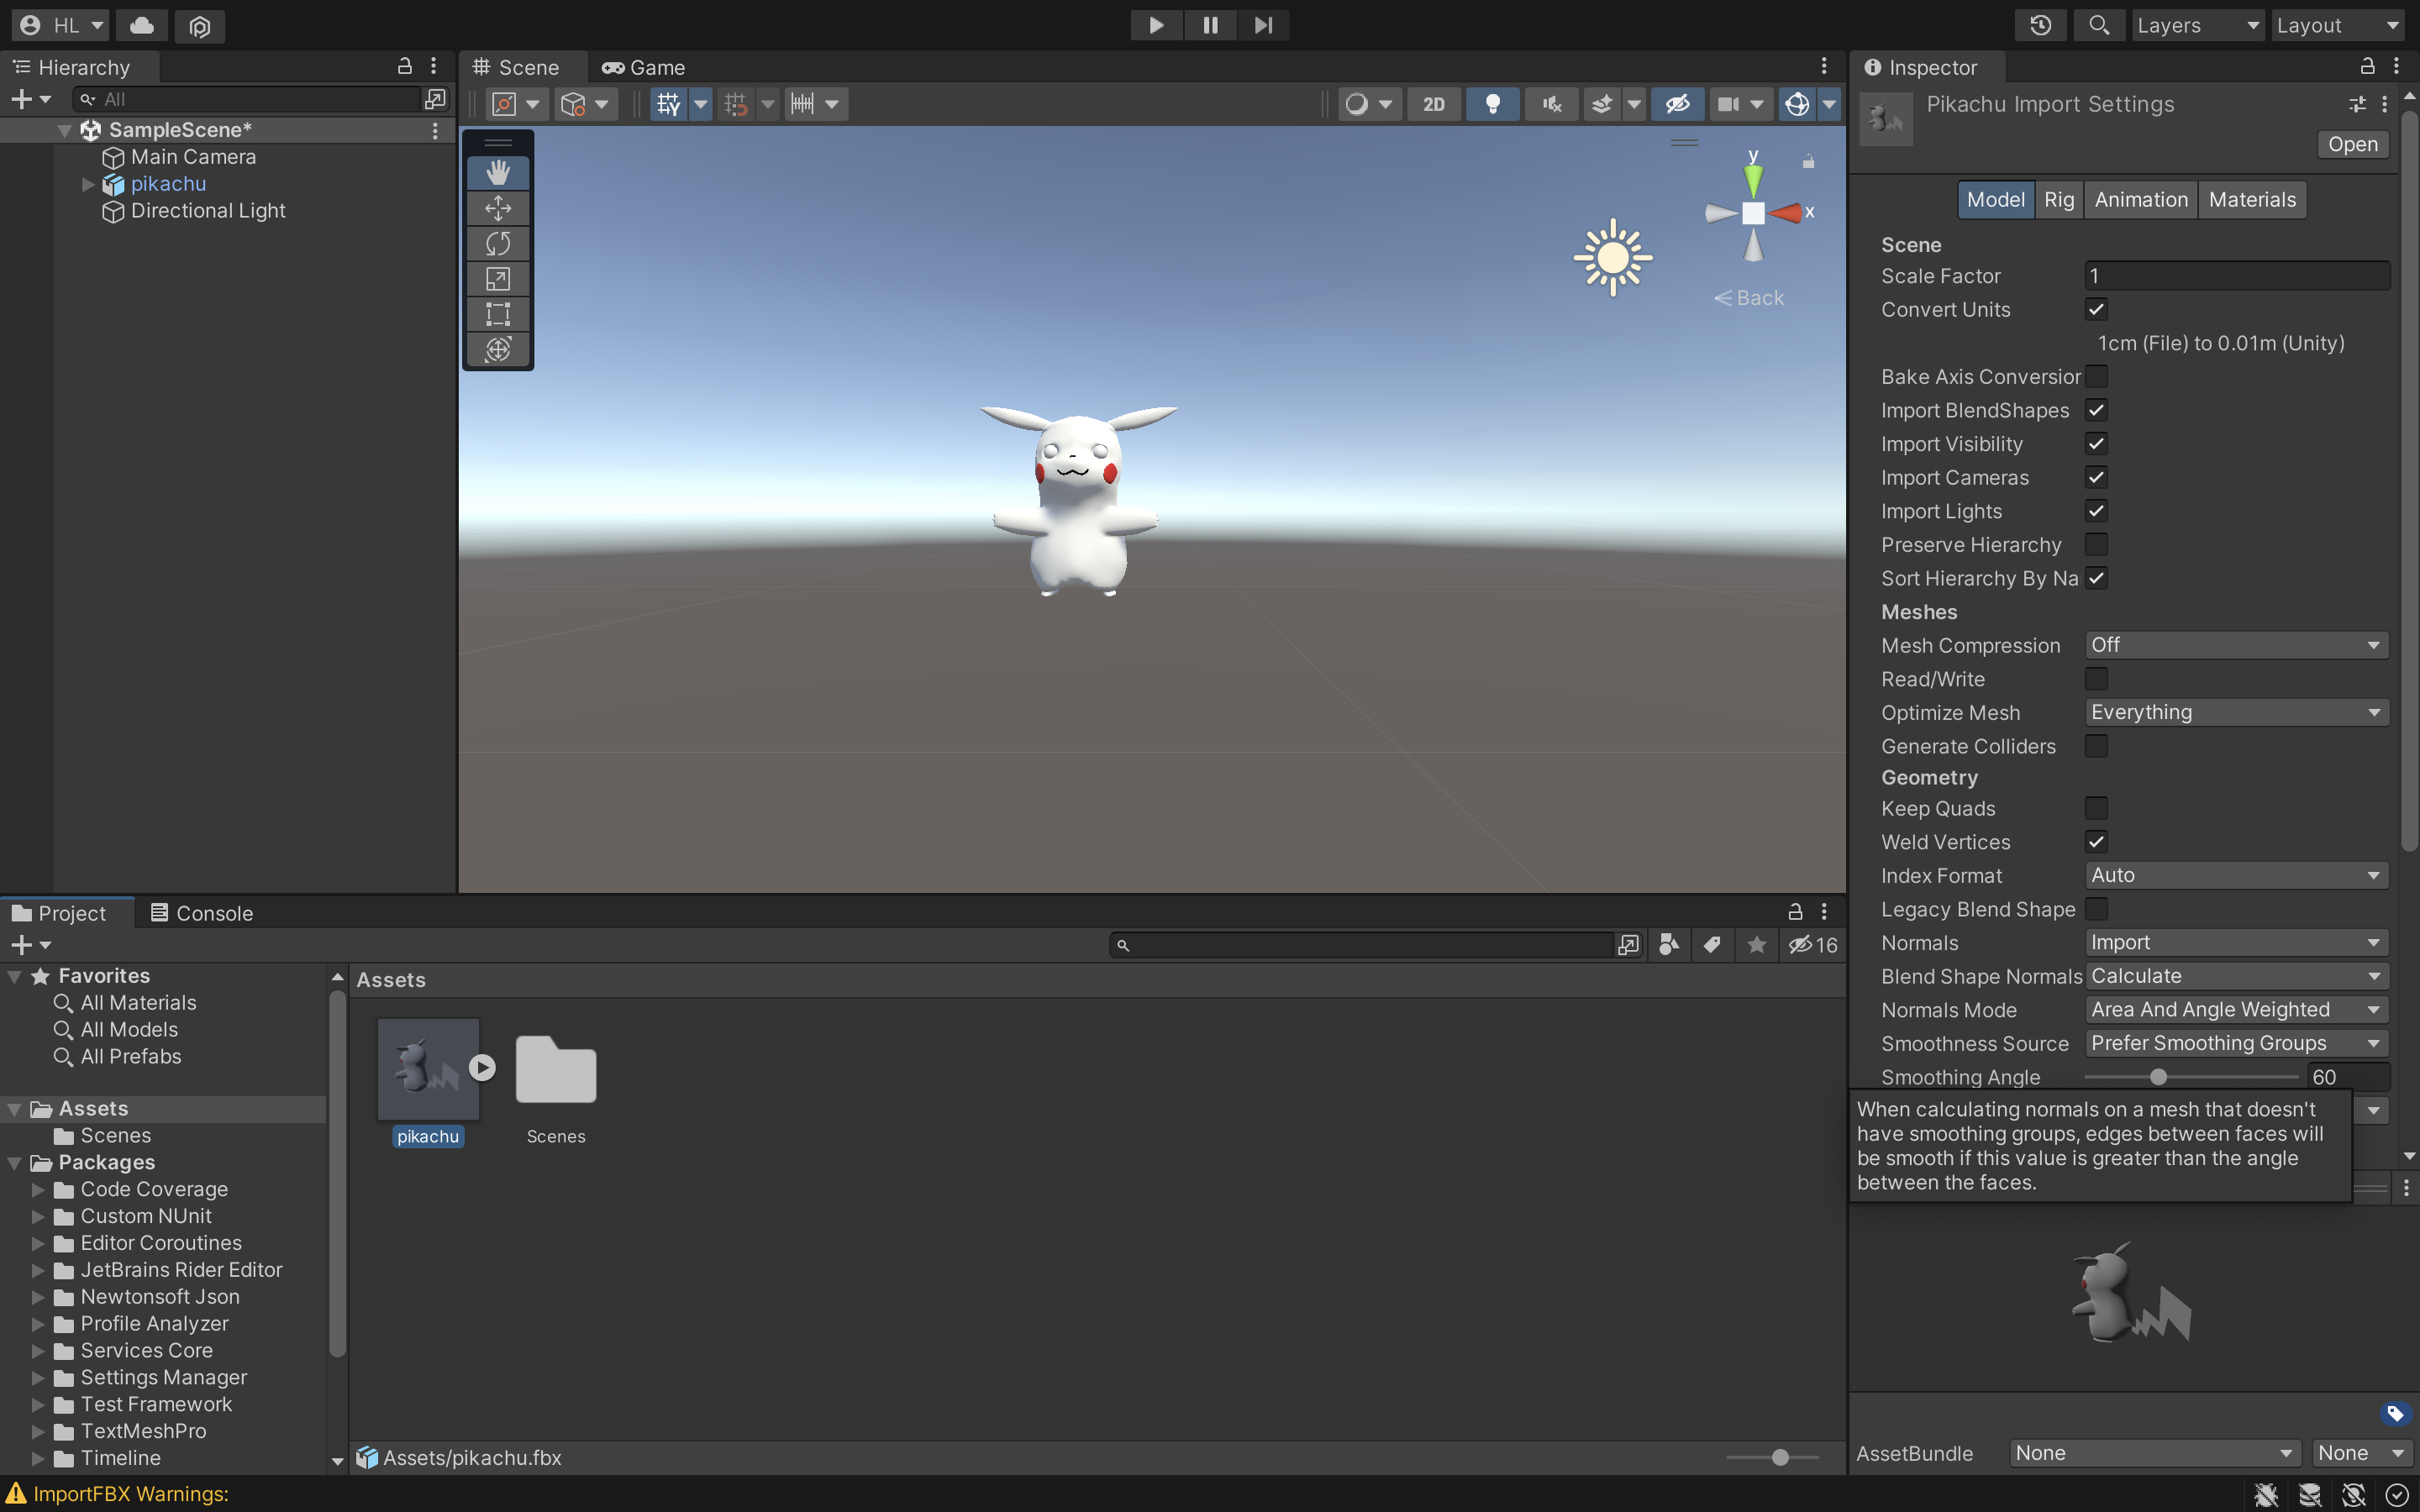 HL
Layers
Layout
Hierarchy
All
SampleScene*
Main Camera
pikachu
Directional Light
Scene
Game
2D
y
x
Back
Inspector
Pikachu Import Settings
Open
Model
Rig
Animation
Materials
Scene
Scale Factor
1
Convert Units
1cm (File) to 0.01m (Unity)
Bake Axis Conversion
Import BlendShapes
Import Visibility
Import Cameras
Import Lights
Preserve Hierarchy
Sort Hierarchy By Na
Meshes
Mesh Compression
Off
Read/Write
Optimize Mesh
Everything
Generate Colliders
Geometry
Keep Quads
Weld Vertices
Index Format
Auto
Legacy Blend Shape
Normals
Import
Blend Shape Normals
Calculate
Normals Mode
Area And Angle Weighted
Smoothness Source
Prefer Smoothing Groups
Smoothing Angle
60
When calculating normals on a mesh that doesn't
have smoothing groups, edges between faces will
be smooth if this value is greater than the angle
between the faces.
AssetBundle
None
None
Project
Console
16
Favorites
All Materials
All Models
All Prefabs
Assets
Scenes
Packages
Code Coverage
Custom NUnit
Editor Coroutines
JetBrains Rider Editor
Newtonsoft Json
Profile Analyzer
Services Core
Settings Manager
Test Framework
TextMeshPro
Timeline
Assets
pikachu
Scenes
Assets/pikachu.fbx
ImportFBX Warnings: